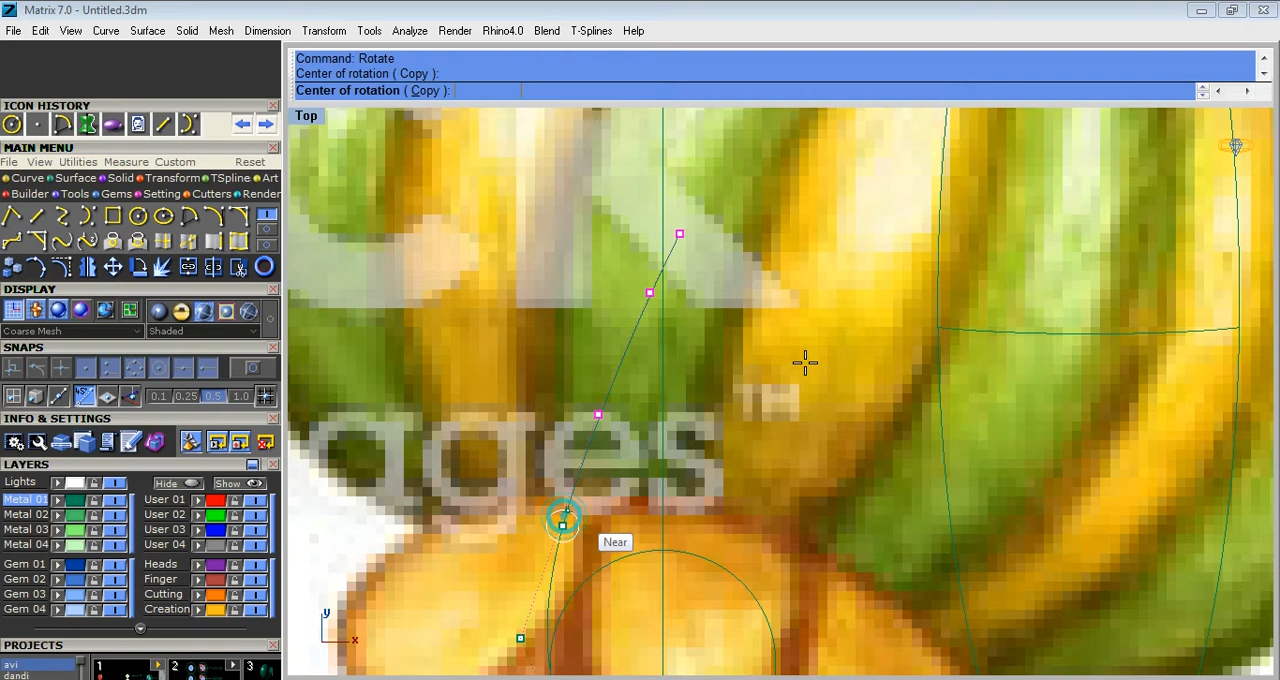 Matrix 7.0 - Untitled.3dm
File Edit View Curve Surface Solid Mesh Dimension Transform Tools Analyze Render Rhino4.0 Blend T-Splines Help
Command: Rotate
Center of rotation ( Copy ):
Center of rotation ( Copy ):
ICON HISTORY
MAIN MENU
File View Utilities Measure Custom Reset
Curve Surface Solid Transform TSpline Art
Builder Tools Gems Setting Cutters Render
DISPLAY
Coarse Mesh Shaded
SNAPS
45°
0.1 0.25 0.5 1.0
INFO & SETTINGS
LAYERS
Lights Hide Show
Metal 01 User 01
Metal 02 User 02
Metal 03 User 03
Metal 04 User 04
Gem 01 Heads
Gem 02 Finger
Gem 03 Cutting
Gem 04 Creation
PROJECTS
avi
dandi
1 2 3
Top
ages
Near
y
x